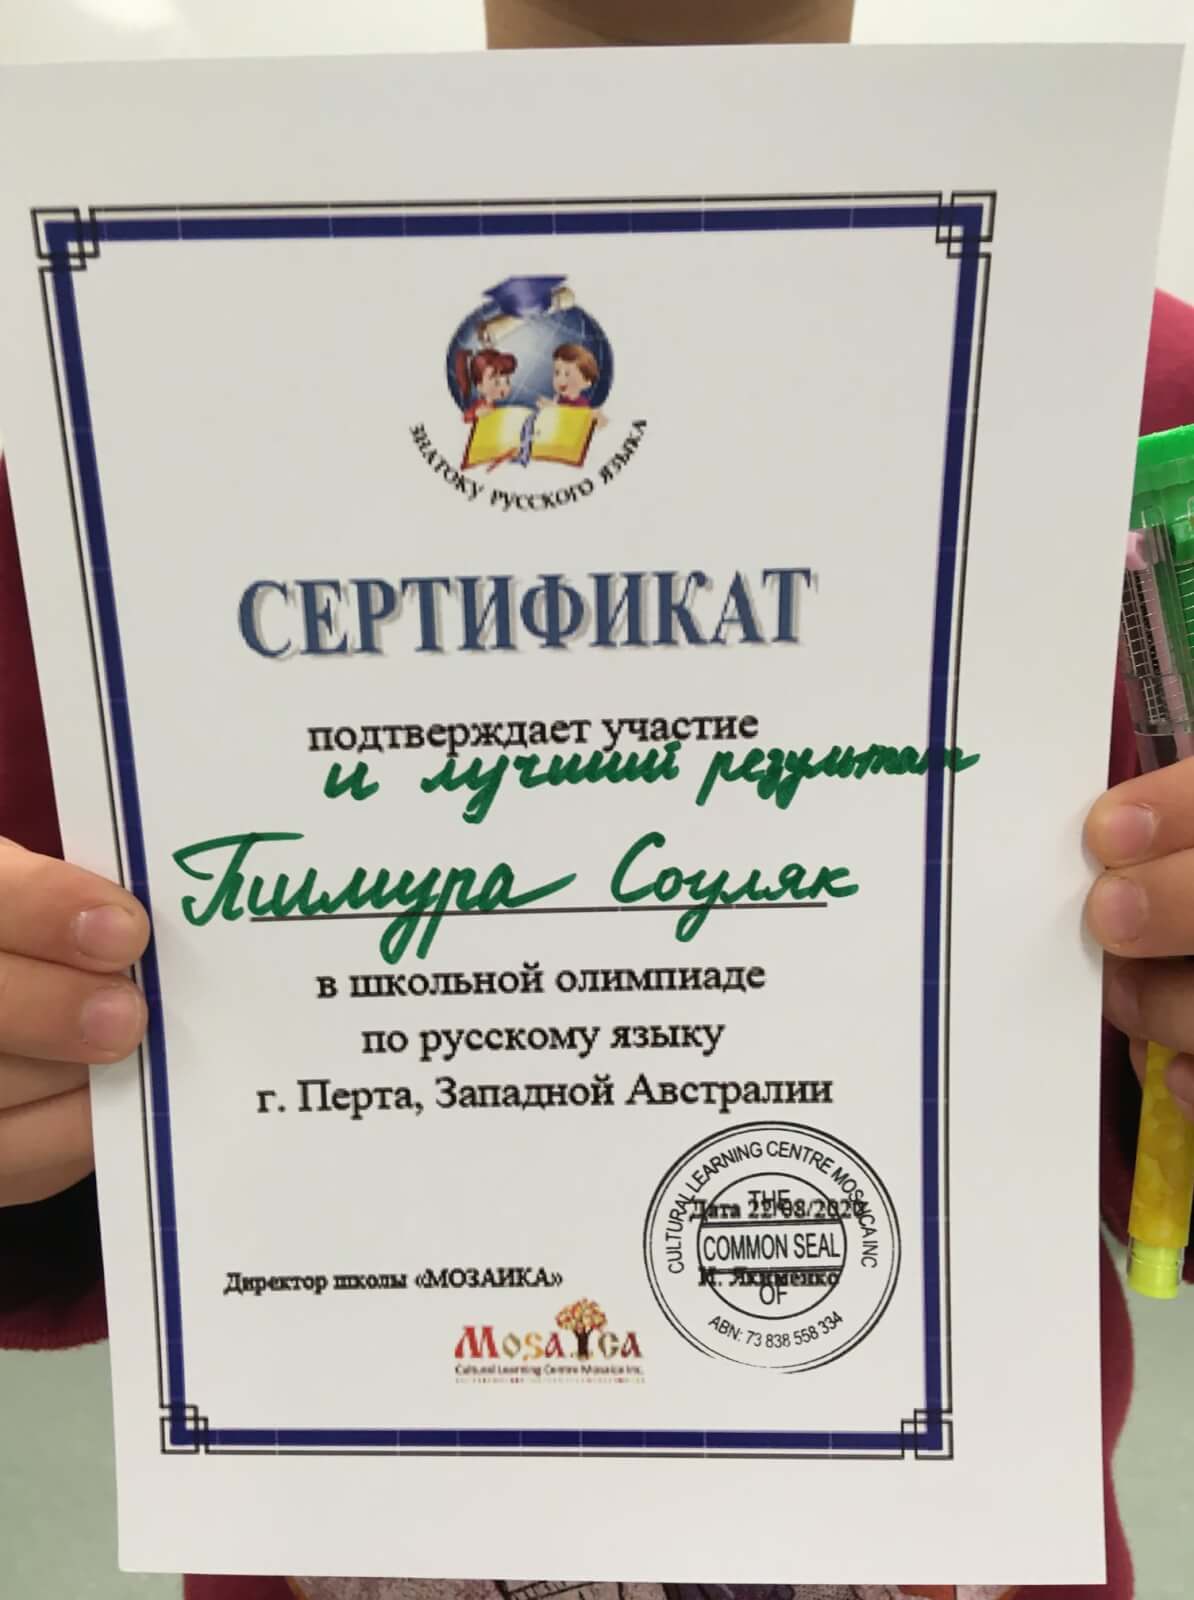 ЗНАТОКУ РУССКОГО ЯЗЫКА
СЕРТИФИКАТ
подтверждает участие
и лучший результат
Тимура Соуляк
в школьной олимпиаде
по русскому языку
г. Перта, Западной Австралии
Дата 22/08/2020
Директор школы «МОЗАИКА»
И. Якименко
CULTURAL LEARNING CENTRE MOSAICA INC
THE
COMMON SEAL
OF
ABN: 73 838 558 334
MOSAICA
Cultural Learning Centre Mosaica Inc.